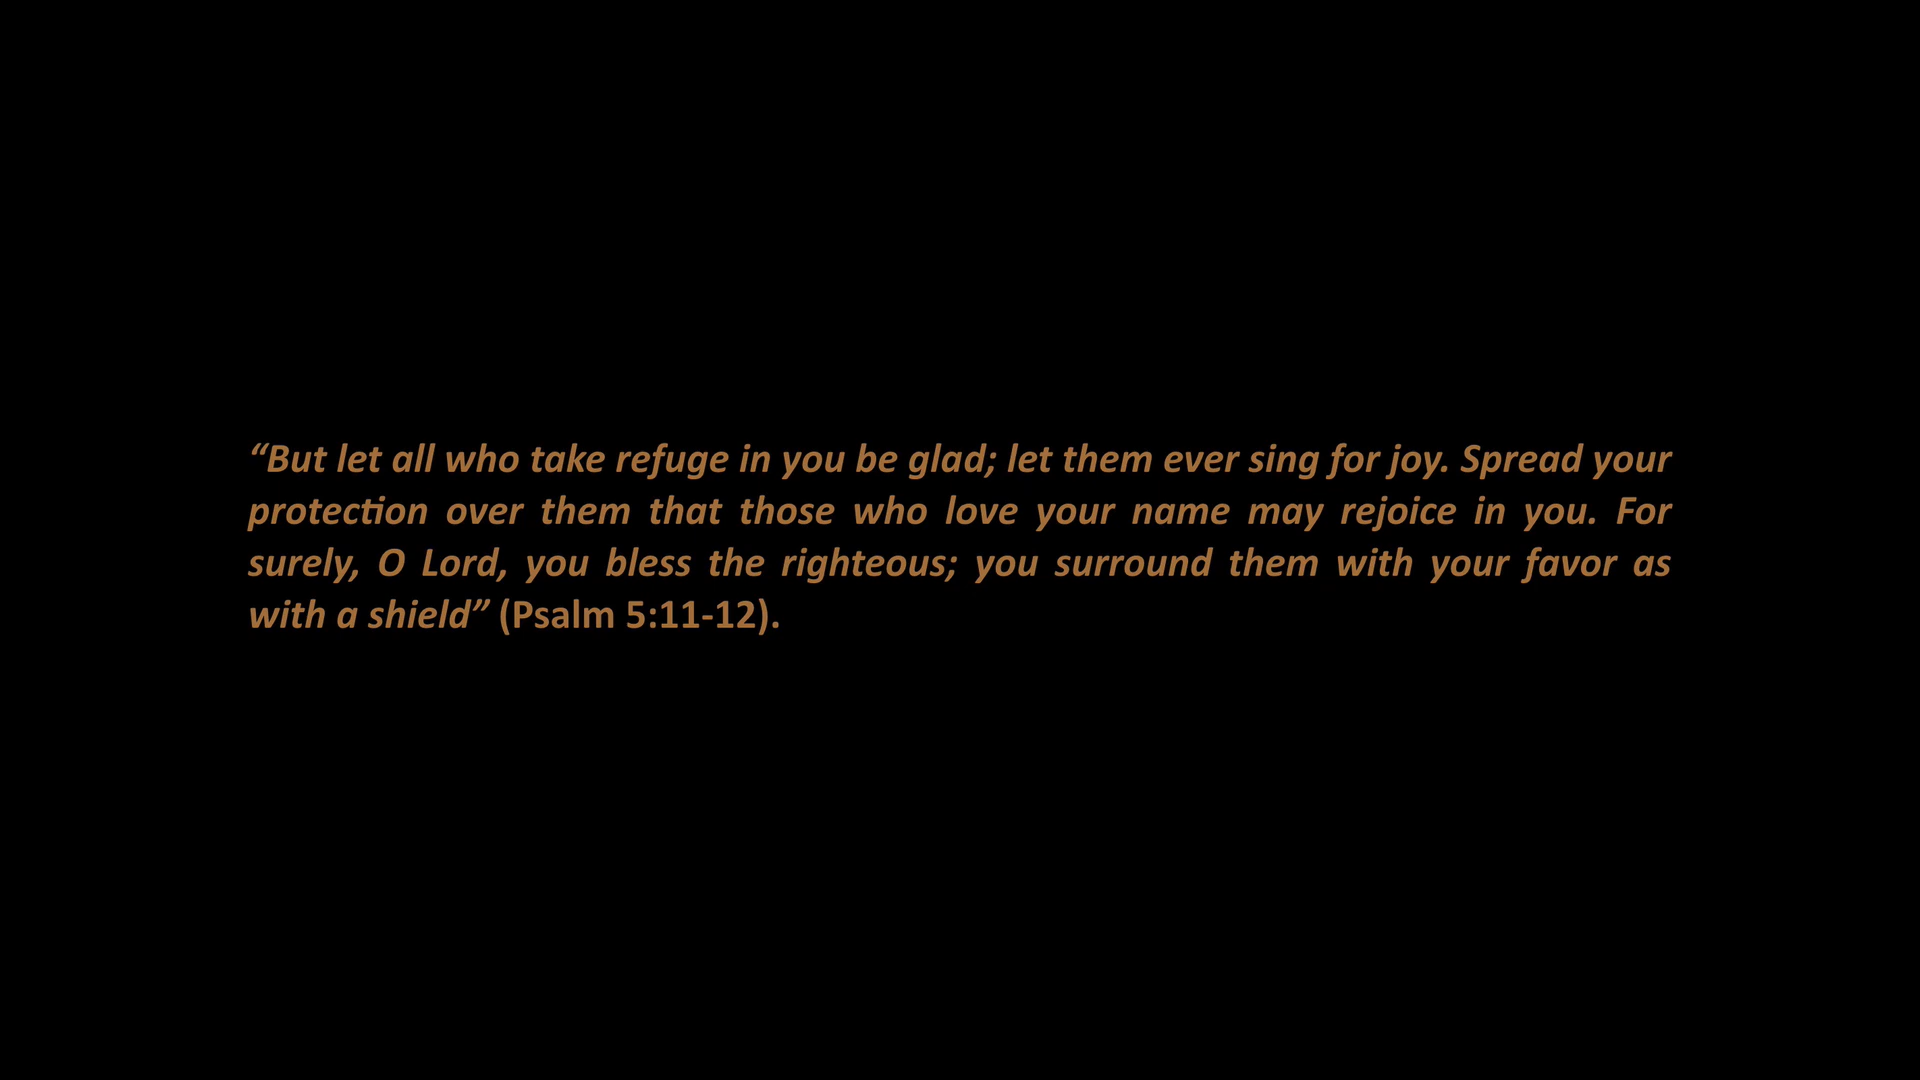 “But let all who take refuge in you be glad; let them ever sing for joy. Spread your
protection over them that those who love your name may rejoice in you. For
surely, O Lord, you bless the righteous; you surround them with your favor as
with a shield” (Psalm 5:11-12).